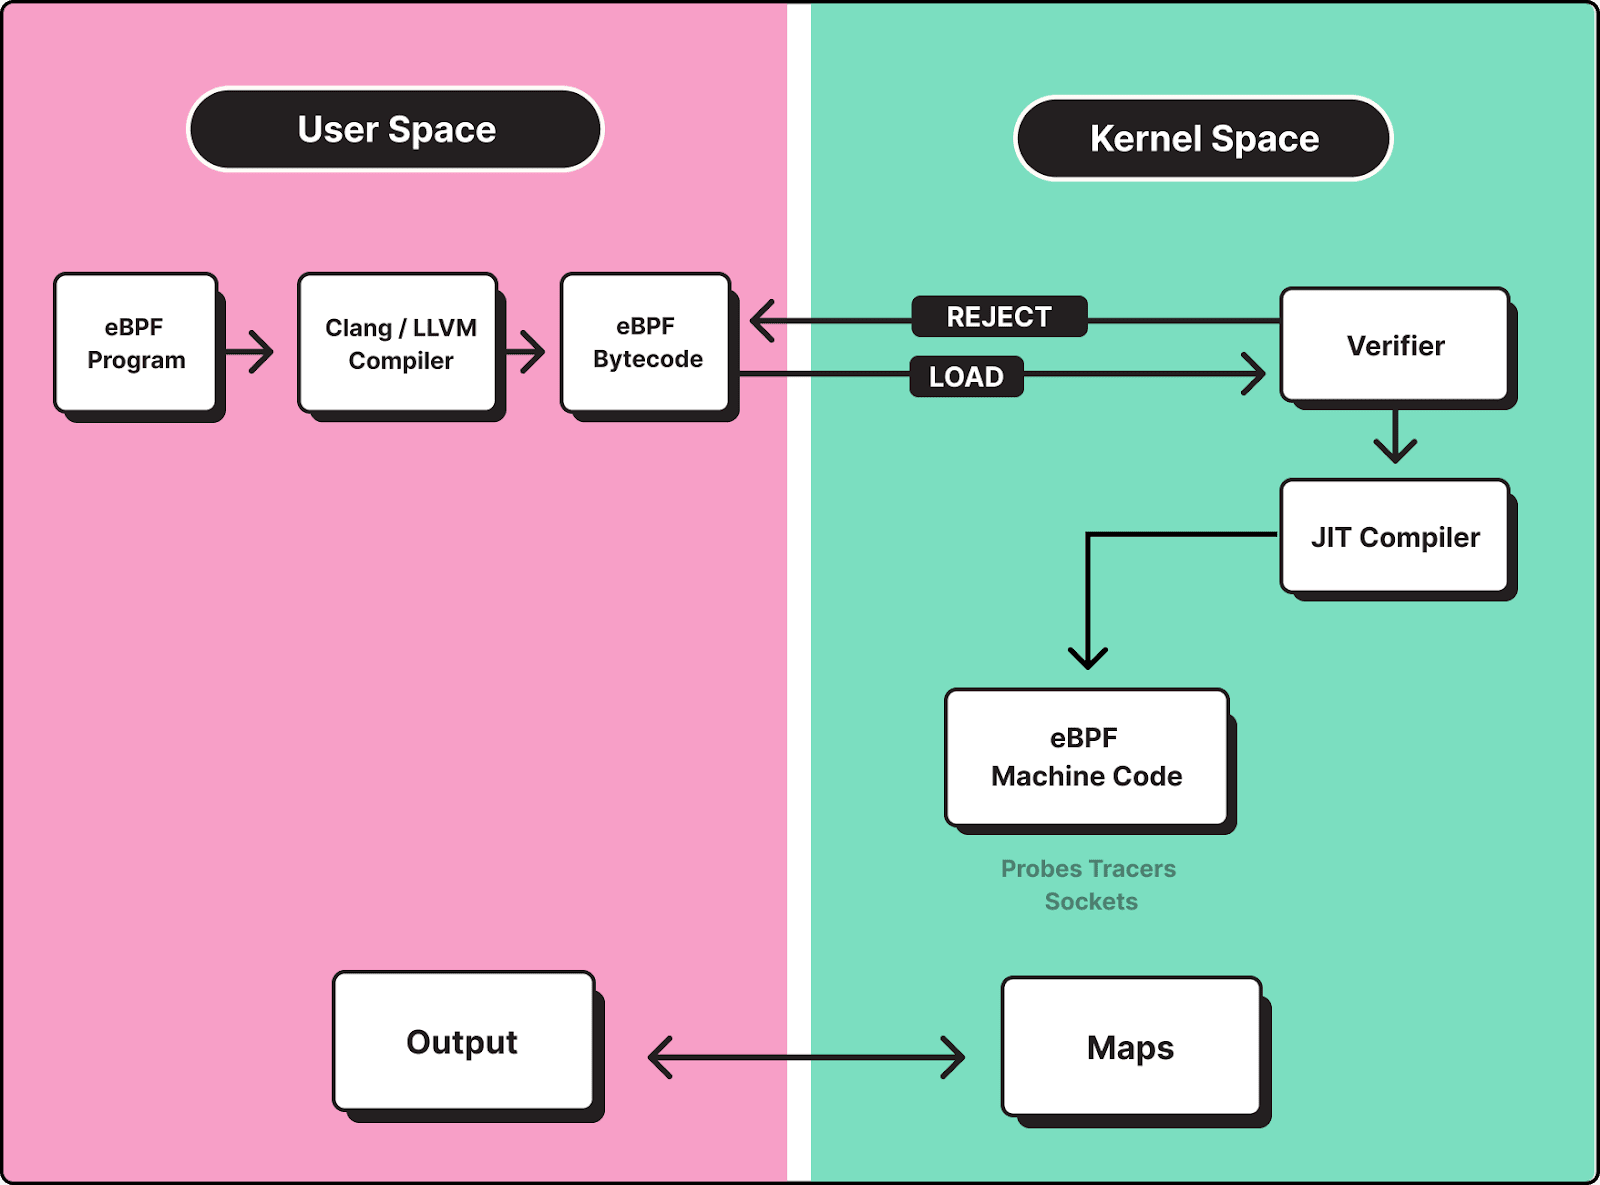 User Space
Kernel Space
eBPF
Program
Clang / LLVM
Compiler
eBPF
Bytecode
REJECT
LOAD
Verifier
JIT Compiler
eBPF
Machine Code
Probes Tracers
Sockets
Output
Maps